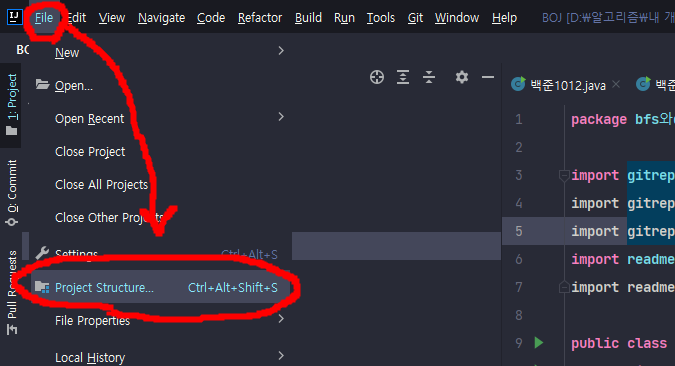 IJ File Edit View Navigate Code Refactor Build Run Tools Git Window Help BOJ [D:₩알고리즘₩내 개
BO
New
Open...
Open Recent
Close Project
Close All Projects
Close Other Projects
Settings... Ctrl+Alt+S
Project Structure... Ctrl+Alt+Shift+S
File Properties
Local History
1: Project
0: Commit
Pull Requests
백준1012.java 백준
1 package bfs와
2
3 import gitrep
4 import gitrep
5 import gitrep
6 import readme
7 import readme
8
9 public class